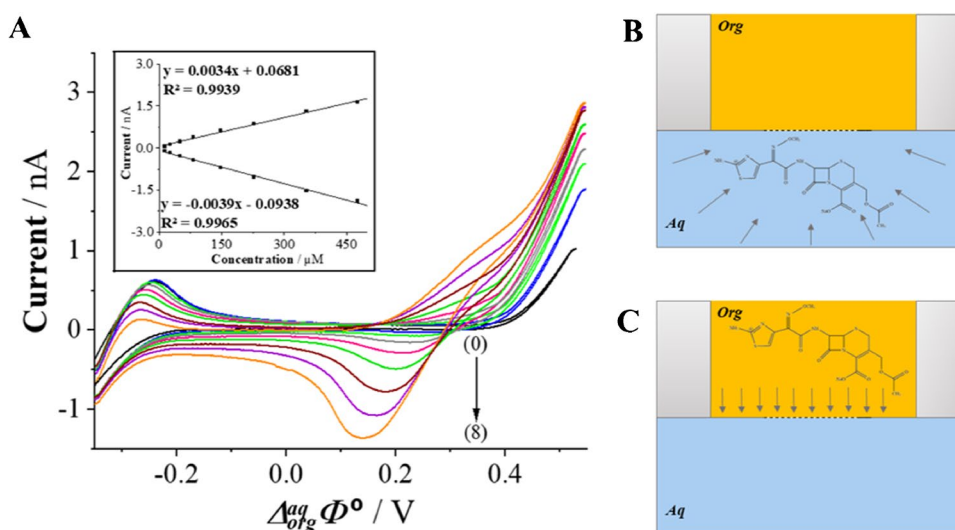 A
B
C
Current / nA
3
2
1
0
-1
-0.2
0.0
0.2
0.4
Δ^{aq}_{org} Φ° / V
(0)
(8)
y = 0.0034x + 0.0681
R² = 0.9939
Current / nA
3.0
1.5
0.0
-1.5
-3.0
y = -0.0039x - 0.0938
R² = 0.9965
0
150
300
450
Concentration / µM
Org
Aq
Org
Aq